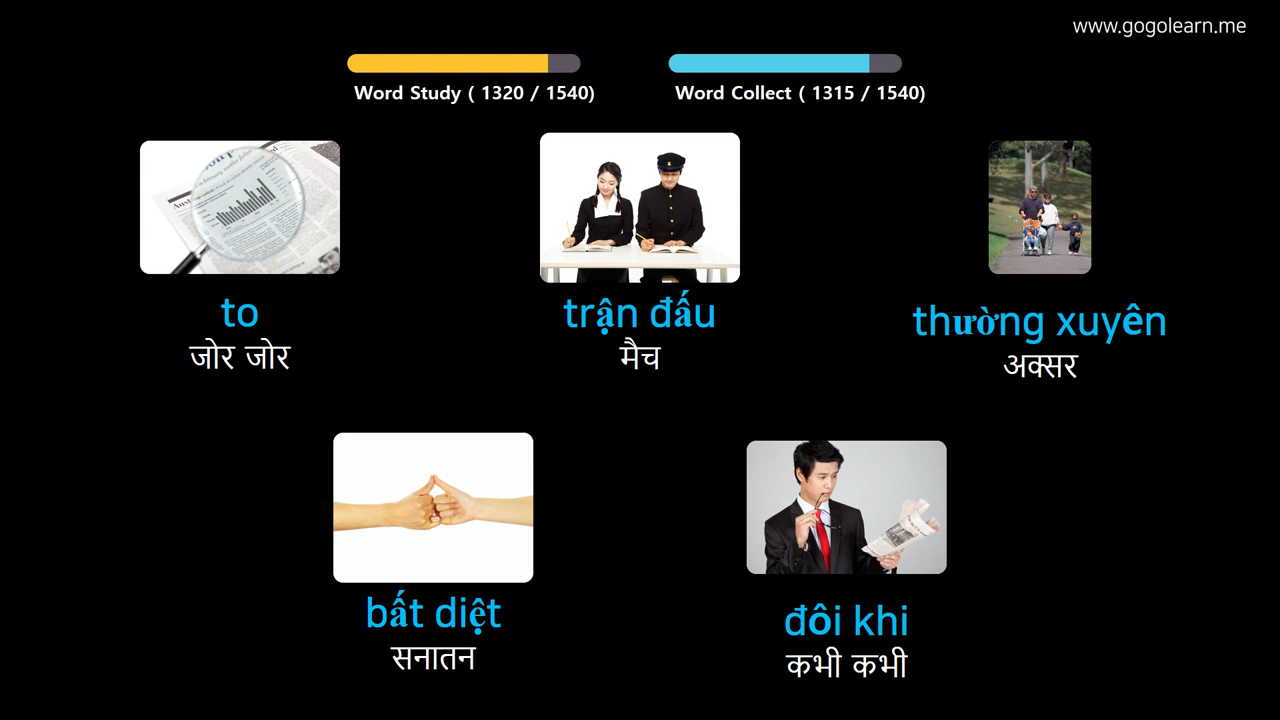 www.gogolearn.me
Word Study ( 1320 / 1540)
Word Collect ( 1315 / 1540)
to
जोर जोर
trận đấu
मैच
thường xuyên
अक्सर
bất diệt
सनातन
đôi khi
कभी कभी